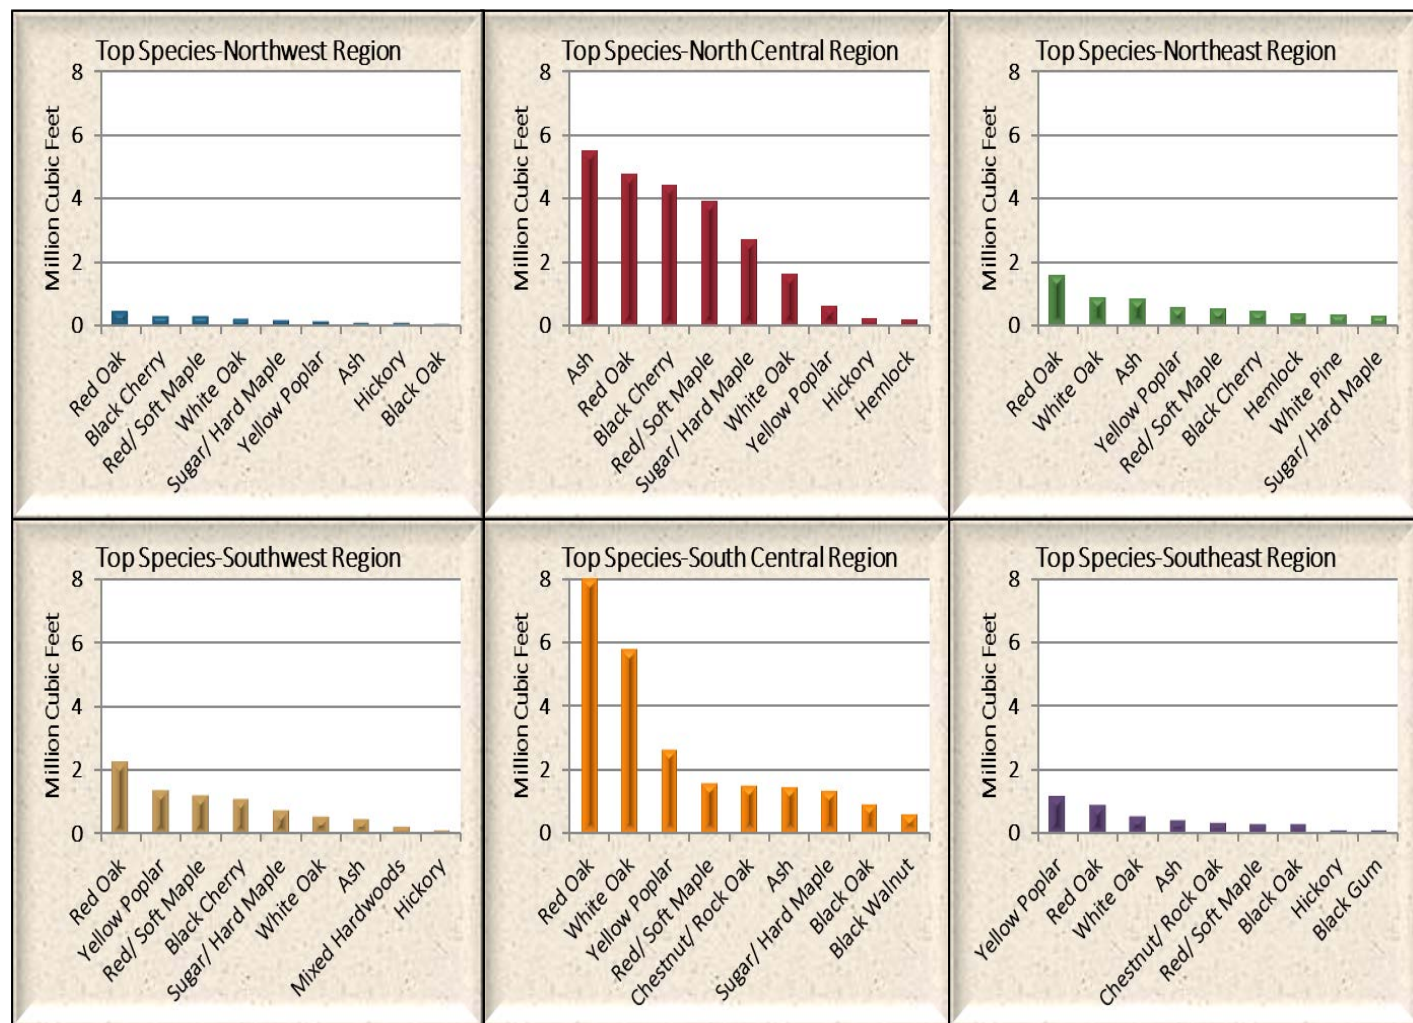 Top Species-Northwest Region
Million Cubic Feet
8
6
4
2
0
Red Oak
Black Cherry
Red/ Soft Maple
White Oak
Sugar/ Hard Maple
Yellow Poplar
Ash
Hickory
Black Oak
Top Species-North Central Region
Million Cubic Feet
8
6
4
2
0
Ash
Red Oak
Black Cherry
Red/ Soft Maple
Sugar/ Hard Maple
White Oak
Yellow Poplar
Hickory
Hemlock
Top Species-Northeast Region
Million Cubic Feet
8
6
4
2
0
Red Oak
White Oak
Ash
Yellow Poplar
Red/ Soft Maple
Black Cherry
Hemlock
White Pine
Sugar/ Hard Maple
Top Species-Southwest Region
Million Cubic Feet
8
6
4
2
0
Red Oak
Yellow Poplar
Red/ Soft Maple
Black Cherry
Sugar/ Hard Maple
White Oak
Ash
Mixed Hardwoods
Hickory
Top Species-South Central Region
Million Cubic Feet
8
6
4
2
0
Red Oak
White Oak
Yellow Poplar
Red/ Soft Maple
Chestnut/ Rock Oak
Ash
Sugar/ Hard Maple
Black Oak
Black Walnut
Top Species-Southeast Region
Million Cubic Feet
8
6
4
2
0
Yellow Poplar
Red Oak
White Oak
Ash
Chestnut/ Rock Oak
Red/ Soft Maple
Black Oak
Hickory
Black Gum